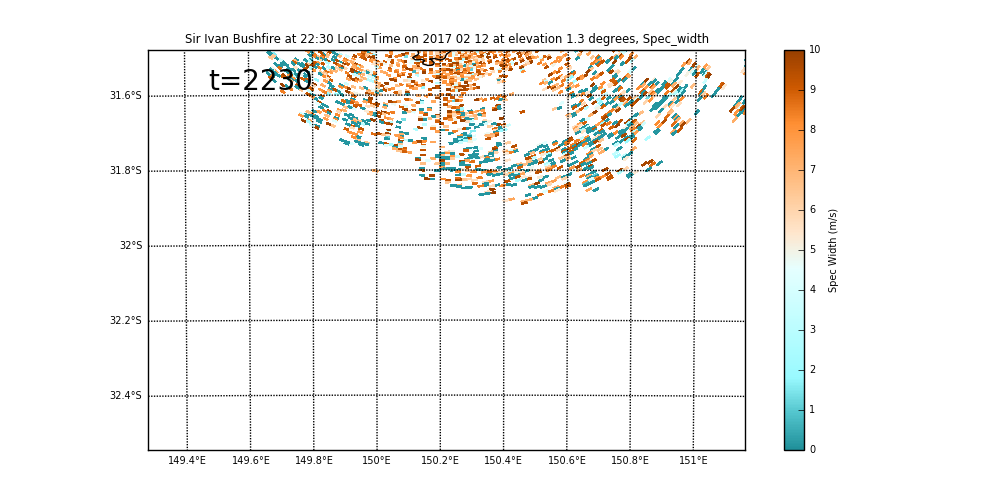 Sir Ivan Bushfire at 22:30 Local Time on 2017 02 12 at elevation 1.3 degrees, Spec_width
t=2230
31.6°S
31.8°S
32°S
32.2°S
32.4°S
149.4°E 149.6°E 149.8°E 150°E 150.2°E 150.4°E 150.6°E 150.8°E 151°E
10
9
8
7
6
5
4
3
2
1
0
Spec Width (m/s)